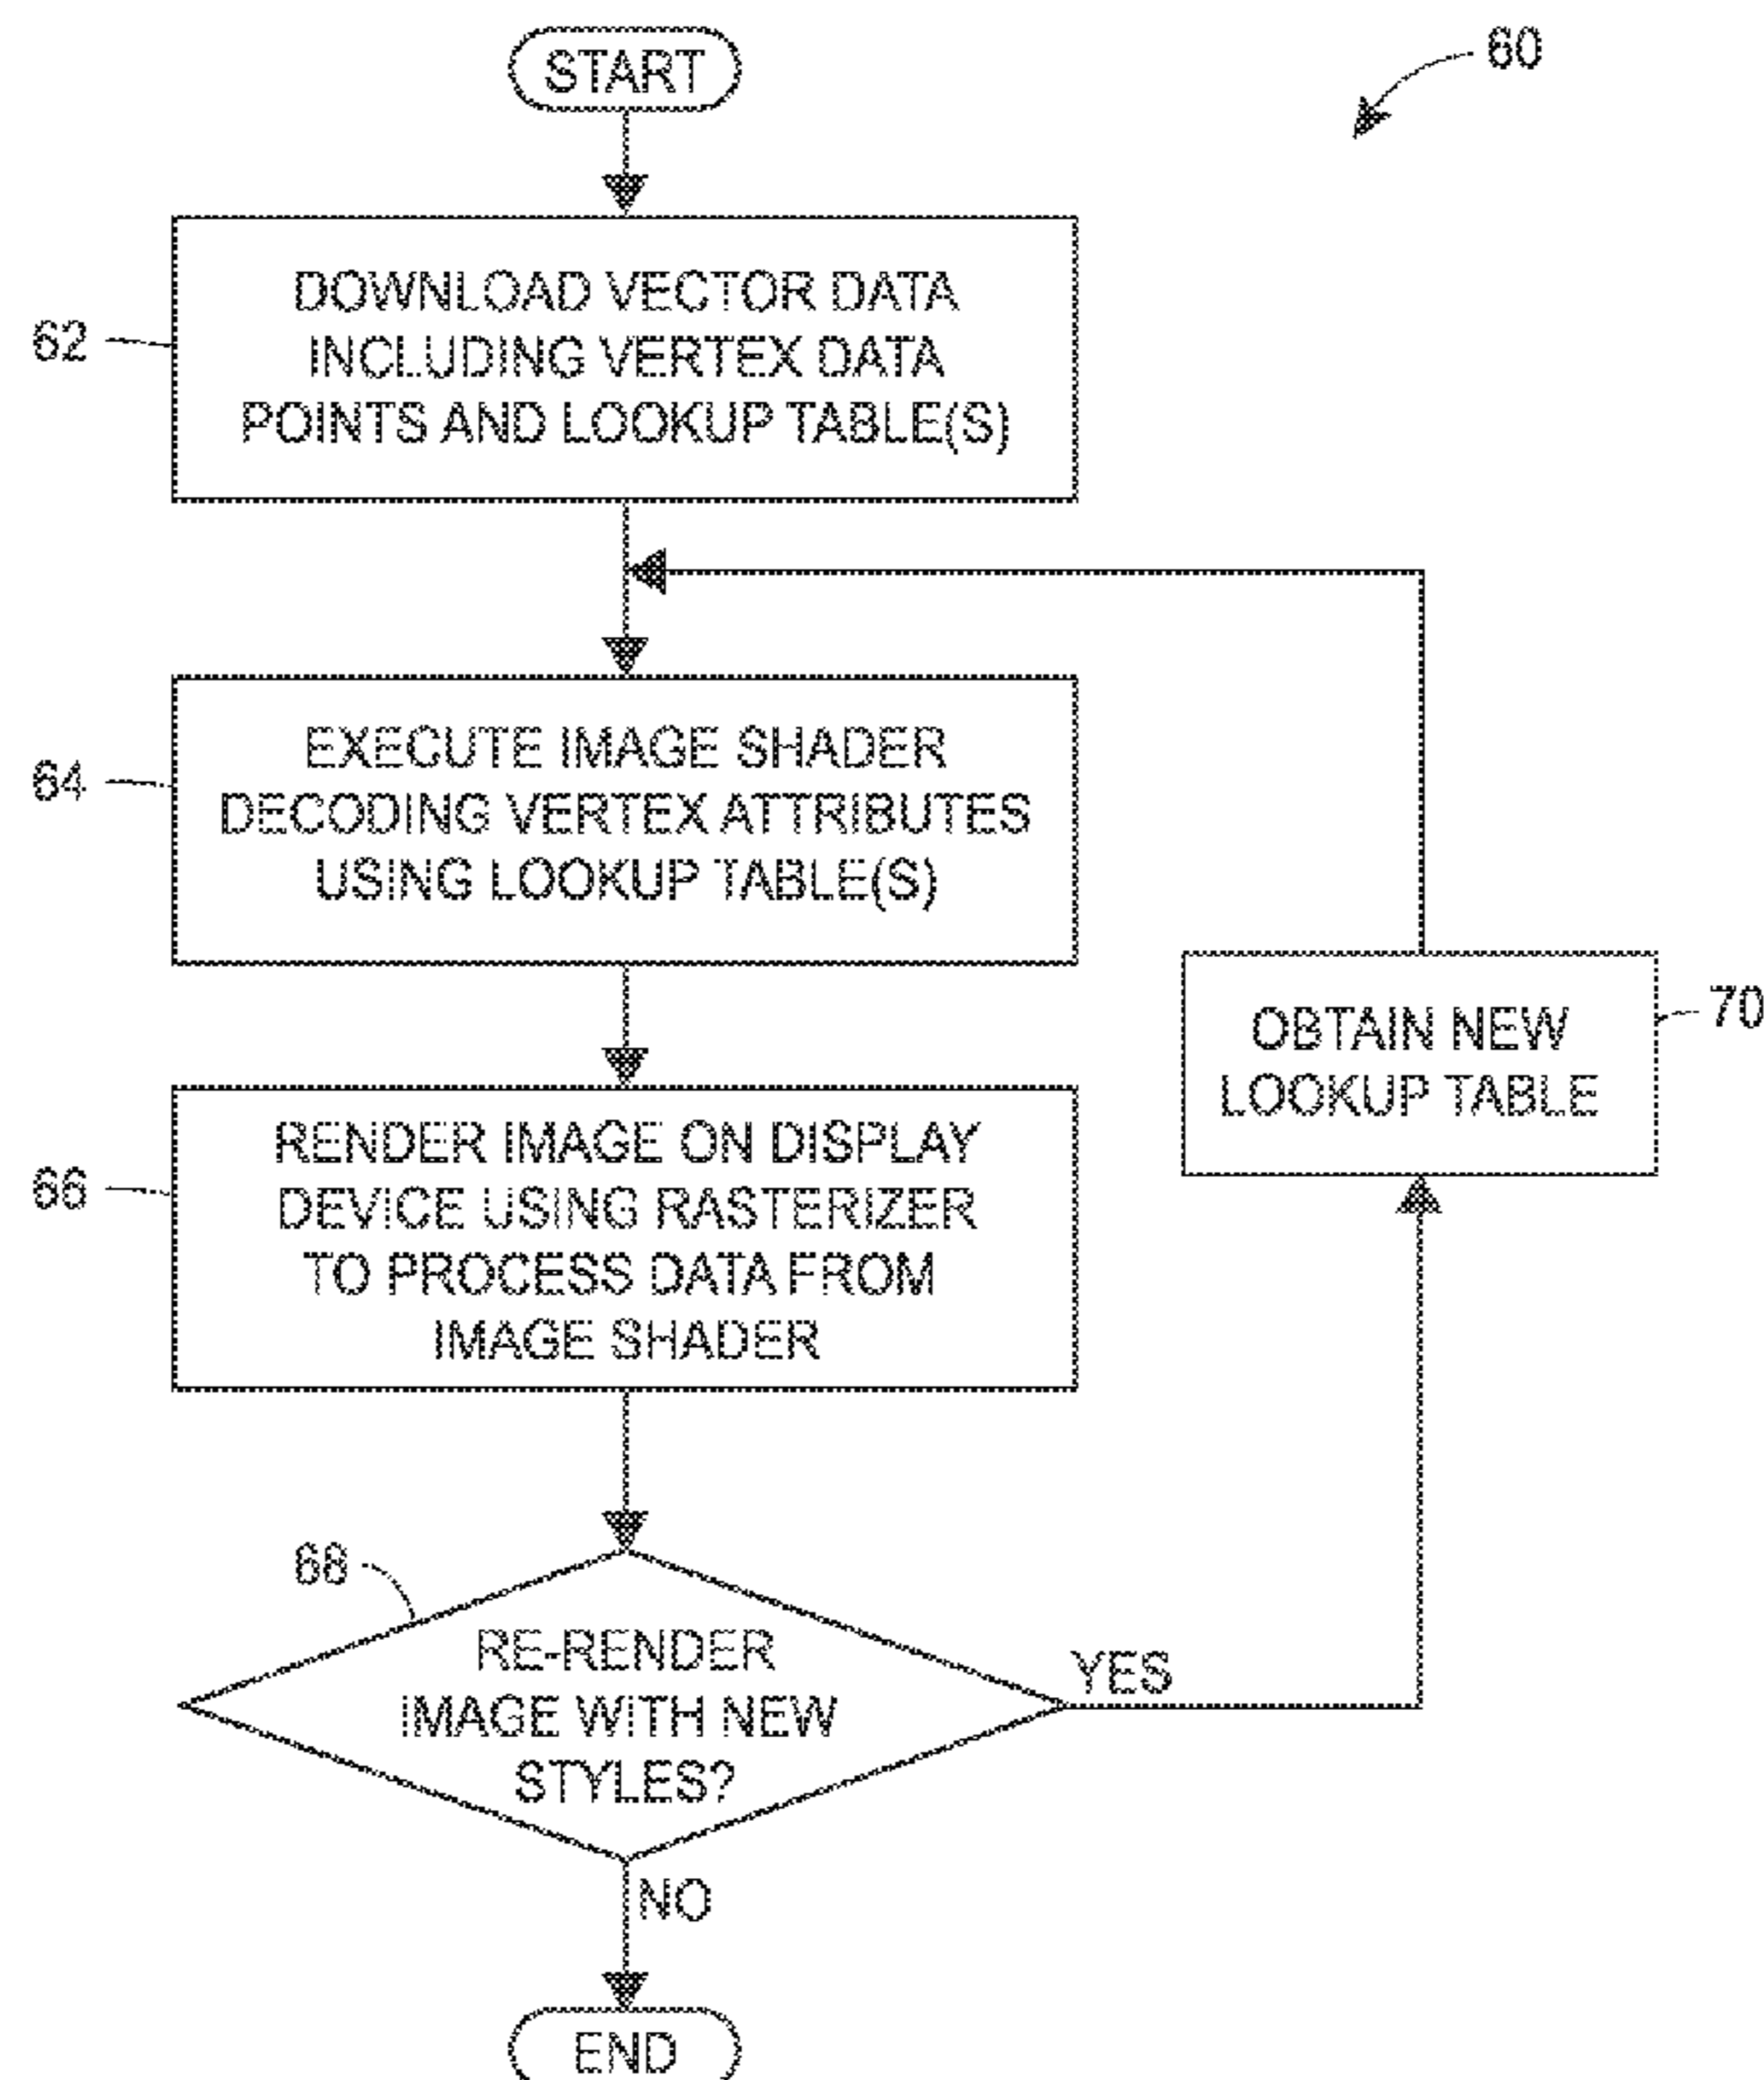 START
60
62
DOWNLOAD VECTOR DATA
INCLUDING VERTEX DATA
POINTS AND LOOKUP TABLE(S)
64
EXECUTE IMAGE SHADER
DECODING VERTEX ATTRIBUTES
USING LOOKUP TABLE(S)
OBTAIN NEW
LOOKUP TABLE
70
66
RENDER IMAGE ON DISPLAY
DEVICE USING RASTERIZER
TO PROCESS DATA FROM
IMAGE SHADER
68
RE-RENDER
IMAGE WITH NEW
STYLES?
YES
NO
END